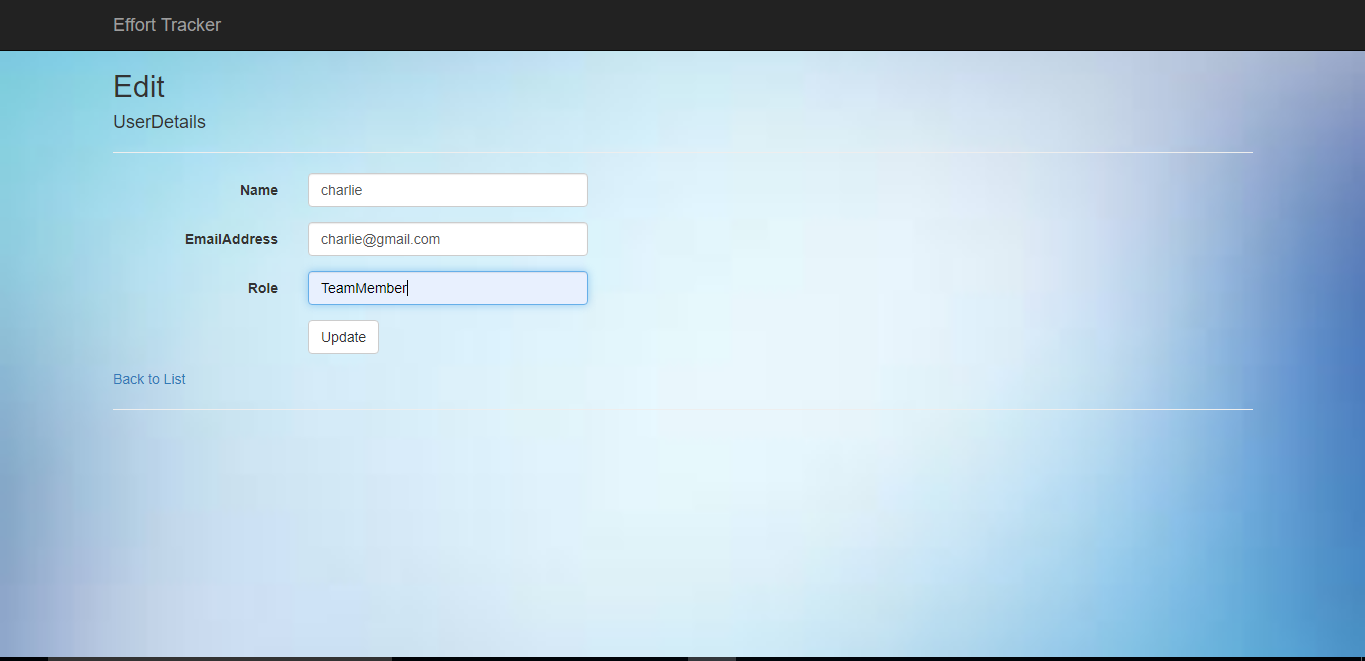 Effort Tracker
Edit
UserDetails
Name charlie
EmailAddress charlie@gmail.com
Role TeamMember
Update
Back to List